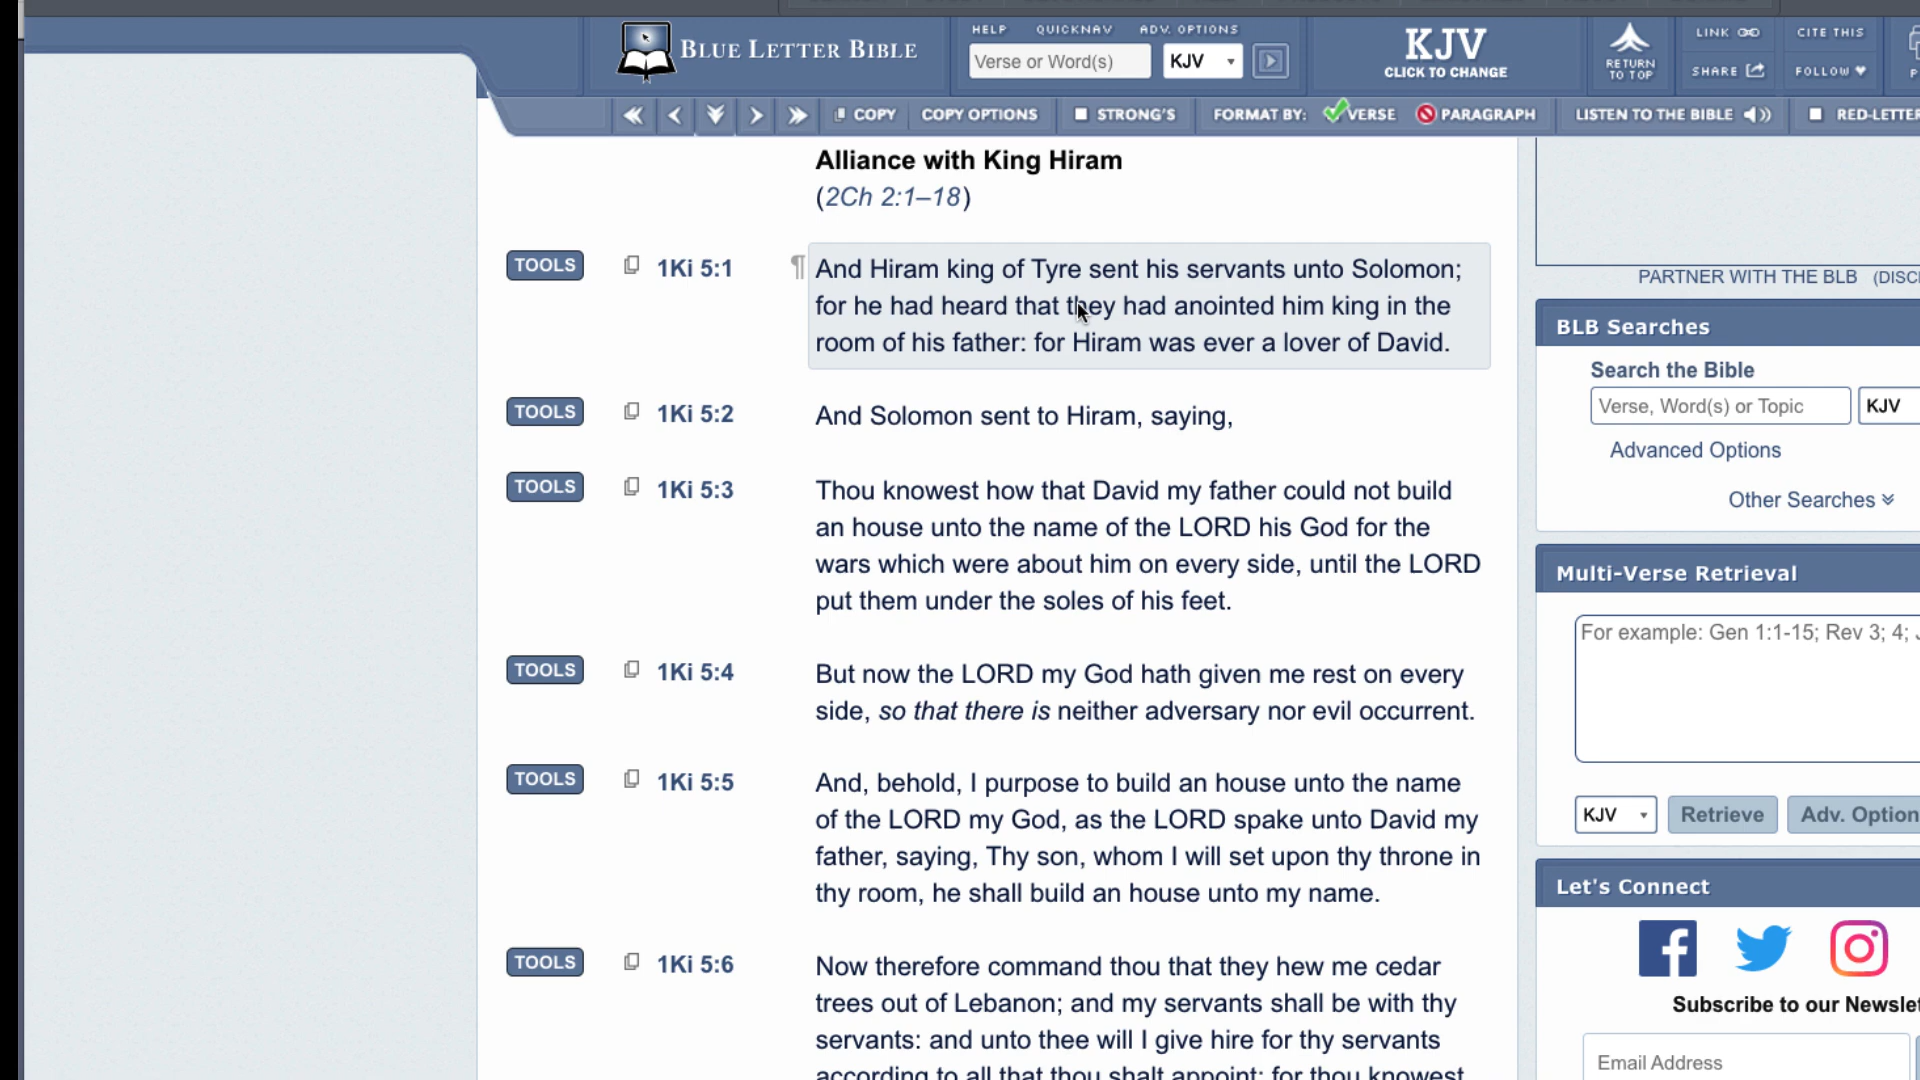 BLUE LETTER BIBLE
HELP QUICKNAV ADV. OPTIONS
Verse or Word(s) KJV
KJV
CLICK TO CHANGE
RETURN
TO TOP
LINK
SHARE
CITE THIS
FOLLOW
COPY COPY OPTIONS STRONG'S FORMAT BY: VERSE PARAGRAPH LISTEN TO THE BIBLE RED-LETTER
Alliance with King Hiram
(2Ch 2:1–18)
TOOLS 1Ki 5:1 ¶ And Hiram king of Tyre sent his servants unto Solomon;
for he had heard that they had anointed him king in the
room of his father: for Hiram was ever a lover of David.
TOOLS 1Ki 5:2 And Solomon sent to Hiram, saying,
TOOLS 1Ki 5:3 Thou knowest how that David my father could not build
an house unto the name of the LORD his God for the
wars which were about him on every side, until the LORD
put them under the soles of his feet.
TOOLS 1Ki 5:4 But now the LORD my God hath given me rest on every
side, so that there is neither adversary nor evil occurrent.
TOOLS 1Ki 5:5 And, behold, I purpose to build an house unto the name
of the LORD my God, as the LORD spake unto David my
father, saying, Thy son, whom I will set upon thy throne in
thy room, he shall build an house unto my name.
TOOLS 1Ki 5:6 Now therefore command thou that they hew me cedar
trees out of Lebanon; and my servants shall be with thy
servants: and unto thee will I give hire for thy servants
according to all that thou shalt appoint: for thou knowest
PARTNER WITH THE BLB (DISC
BLB Searches
Search the Bible
Verse, Word(s) or Topic KJV
Advanced Options
Other Searches
Multi-Verse Retrieval
For example: Gen 1:1-15; Rev 3; 4;
KJV Retrieve Adv. Option
Let's Connect
Subscribe to our Newslet
Email Address